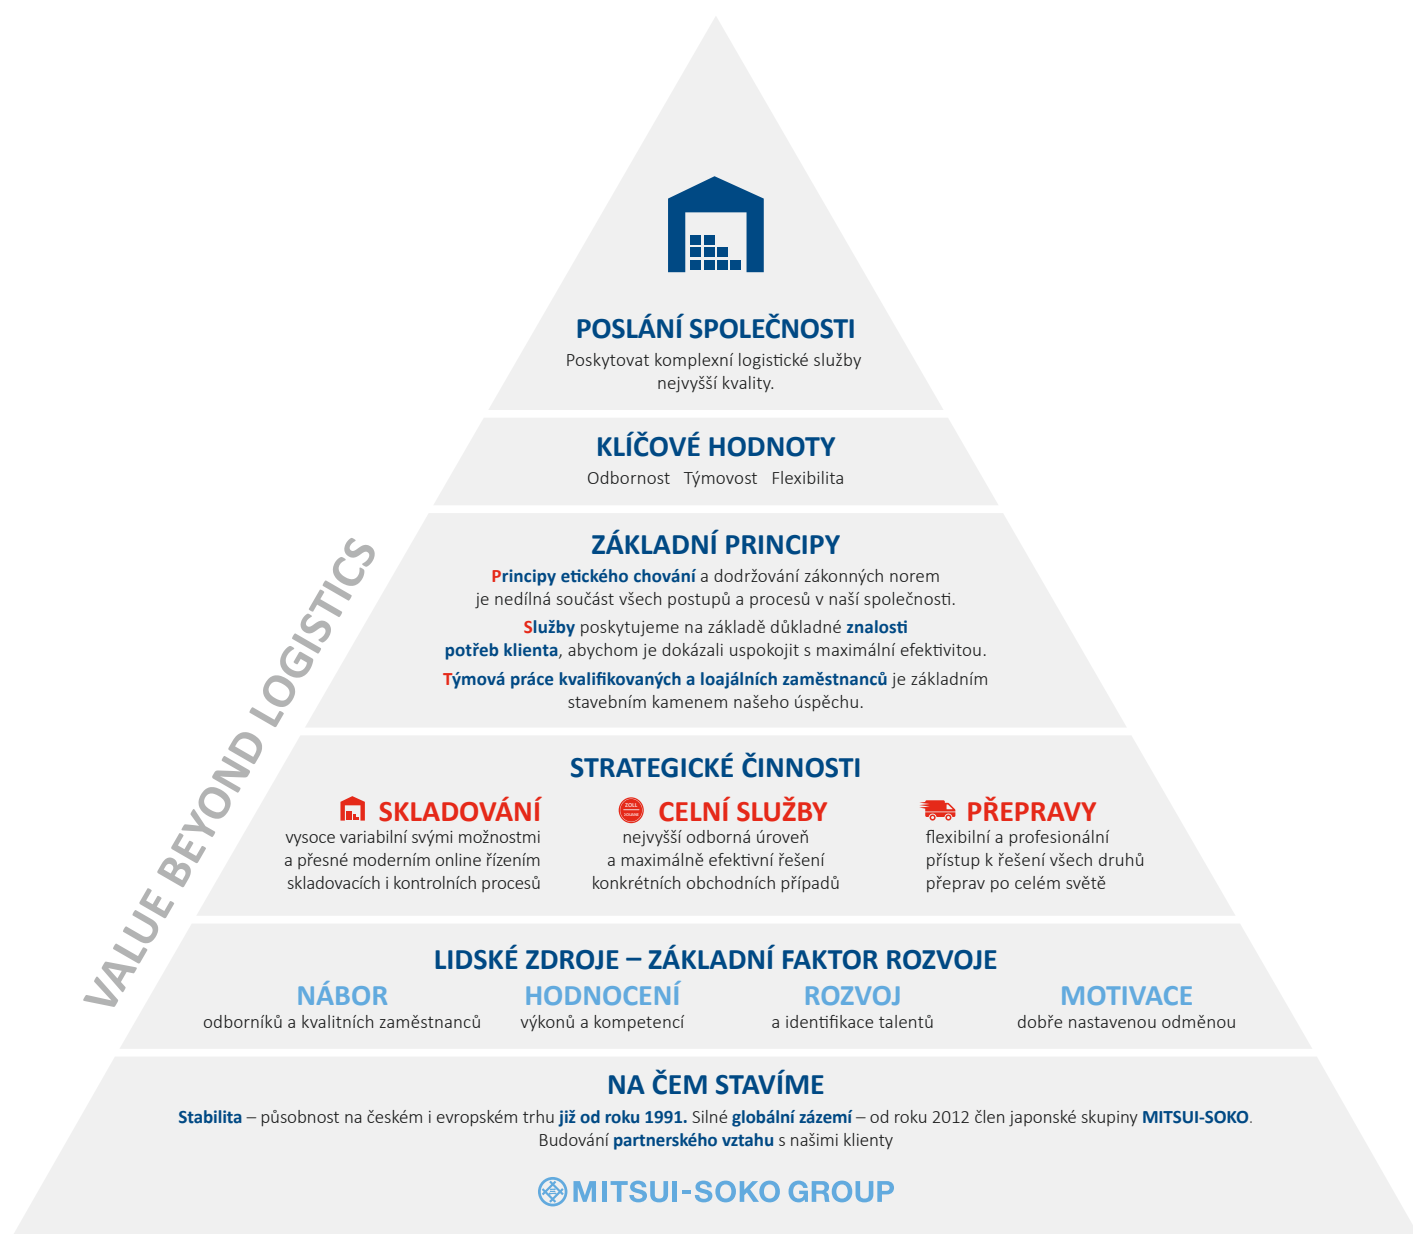 POSLÁNÍ SPOLEČNOSTI
Poskytovat komplexní logistické služby
nejvyšší kvality.
KLÍČOVÉ HODNOTY
Odbornost Týmovost Flexibilita
ZÁKLADNÍ PRINCIPY
Principy etického chování a dodržování zákonných norem
je nedílná součást všech postupů a procesů v naší společnosti.
Služby poskytujeme na základě důkladné znalosti
potřeb klienta, abychom je dokázali uspokojit s maximální efektivitou.
Týmová práce kvalifikovaných a loajálních zaměstnanců je základním
stavebním kamenem našeho úspěchu.
VALUE BEYOND LOGISTICS
STRATEGICKÉ ČINNOSTI
SKLADOVÁNÍ
vysoce variabilní svými možnostmi
a přesné moderním online řízením
skladovacích i kontrolních procesů
ZOLL
DOUANE
CELNÍ SLUŽBY
nejvyšší odborná úroveň
a maximálně efektivní řešení
konkrétních obchodních případů
PŘEPRAVY
flexibilní a profesionální
přístup k řešení všech druhů
přeprav po celém světě
LIDSKÉ ZDROJE – ZÁKLADNÍ FAKTOR ROZVOJE
NÁBOR
odborníků a kvalitních zaměstnanců
HODNOCENÍ
výkonů a kompetencí
ROZVOJ
a identifikace talentů
MOTIVACE
dobře nastavenou odměnou
NA ČEM STAVÍME
Stabilita – působnost na českém i evropském trhu již od roku 1991. Silné globální zázemí – od roku 2012 člen japonské skupiny MITSUI-SOKO.
Budování partnerského vztahu s našimi klienty
MITSUI-SOKO GROUP